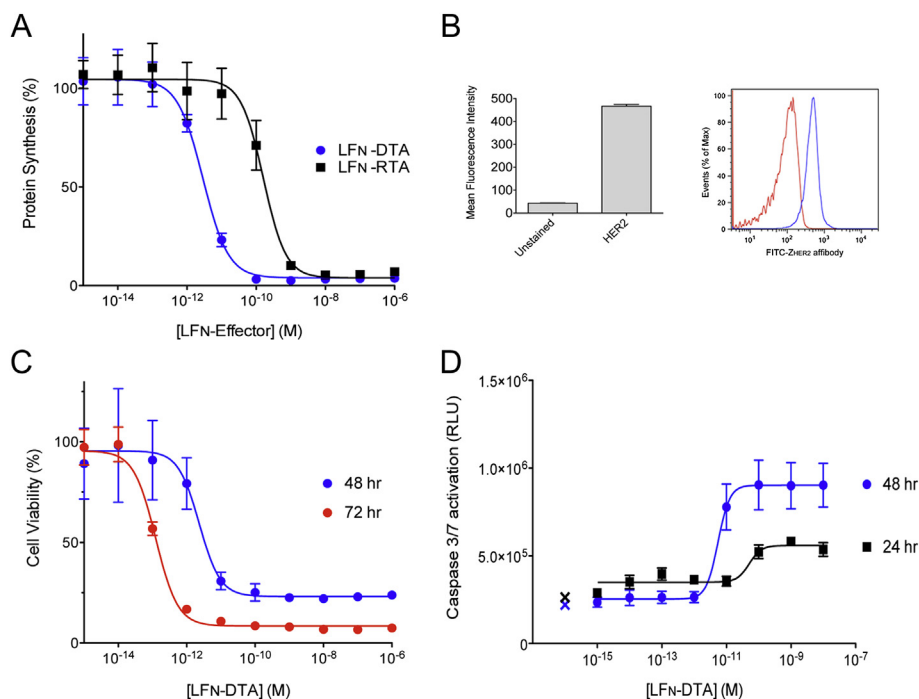 A
Protein Synthesis (%)
100
50
0
10⁻¹⁴ 10⁻¹² 10⁻¹⁰ 10⁻⁸ 10⁻⁶
[LFN-Effector] (M)
LFN-DTA
LFN-RTA
B
Mean Fluorescence Intensity
500
400
300
200
100
0
Unstained
HER2
Events (% of Max)
100
80
60
40
20
0
10¹ 10² 10³ 10⁴
FITC-ZHER2 affibody
C
Cell Viability (%)
100
50
0
10⁻¹⁴ 10⁻¹² 10⁻¹⁰ 10⁻⁸ 10⁻⁶
[LFN-DTA] (M)
48 hr
72 hr
D
Caspase 3/7 activation (RLU)
1.5×10⁶
1.0×10⁶
5.0×10⁵
0
10⁻¹⁵ 10⁻¹³ 10⁻¹¹ 10⁻⁹ 10⁻⁷
[LFN-DTA] (M)
48 hr
24 hr